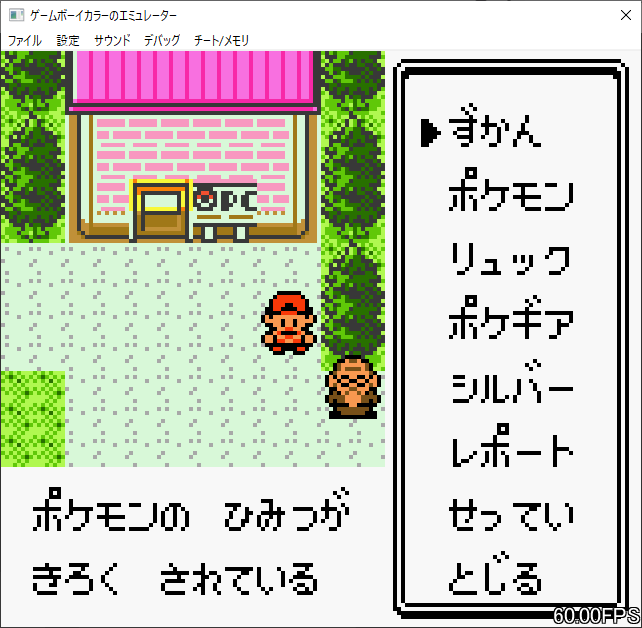 ゲームボーイカラーのエミュレーター
ファイル 設定 サウンド デバッグ チート/メモリ
PC
ずかん
ポケモン
リュック
ポケギア
シルバー
レポート
せってい
とじる
ポケモンの ひみつが
きろく されている
60.00FPS